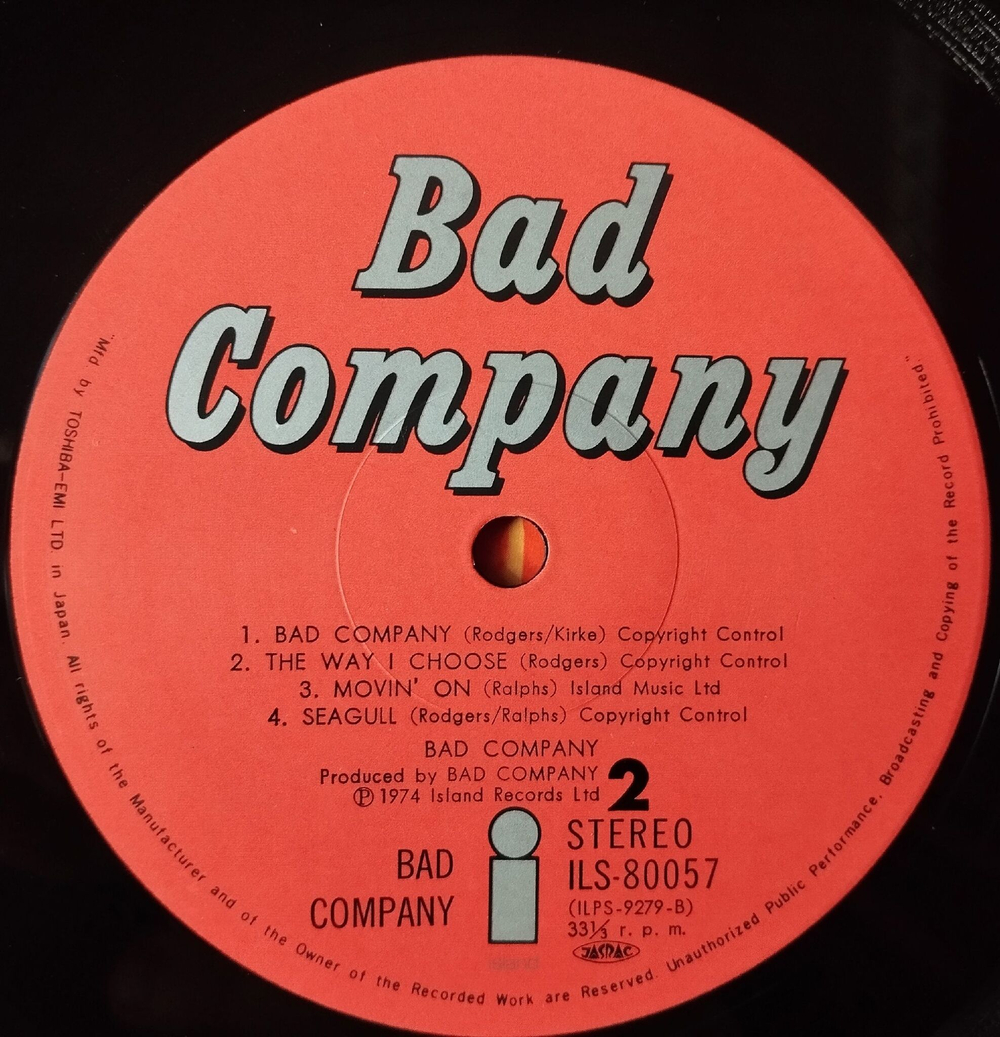 Bad
Company
"Mfd. by TOSHIBA-EMI LTD. in Japan. All rights of the Manufacturer and of the Owner of the Recorded Work are Reserved. Unauthorized Public Performance, Broadcasting and Copying of the Record Prohibited."
1. BAD COMPANY (Rodgers/Kirke) Copyright Control
2. THE WAY I CHOOSE (Rodgers) Copyright Control
3. MOVIN' ON (Ralphs) Island Music Ltd
4. SEAGULL (Rodgers/Ralphs) Copyright Control
BAD COMPANY
Produced by BAD COMPANY
℗ 1974 Island Records Ltd
2
BAD
COMPANY
i
island
STEREO
ILS-80057
(ILPS-9279-B)
33⅓ r. p. m.
JASRAC